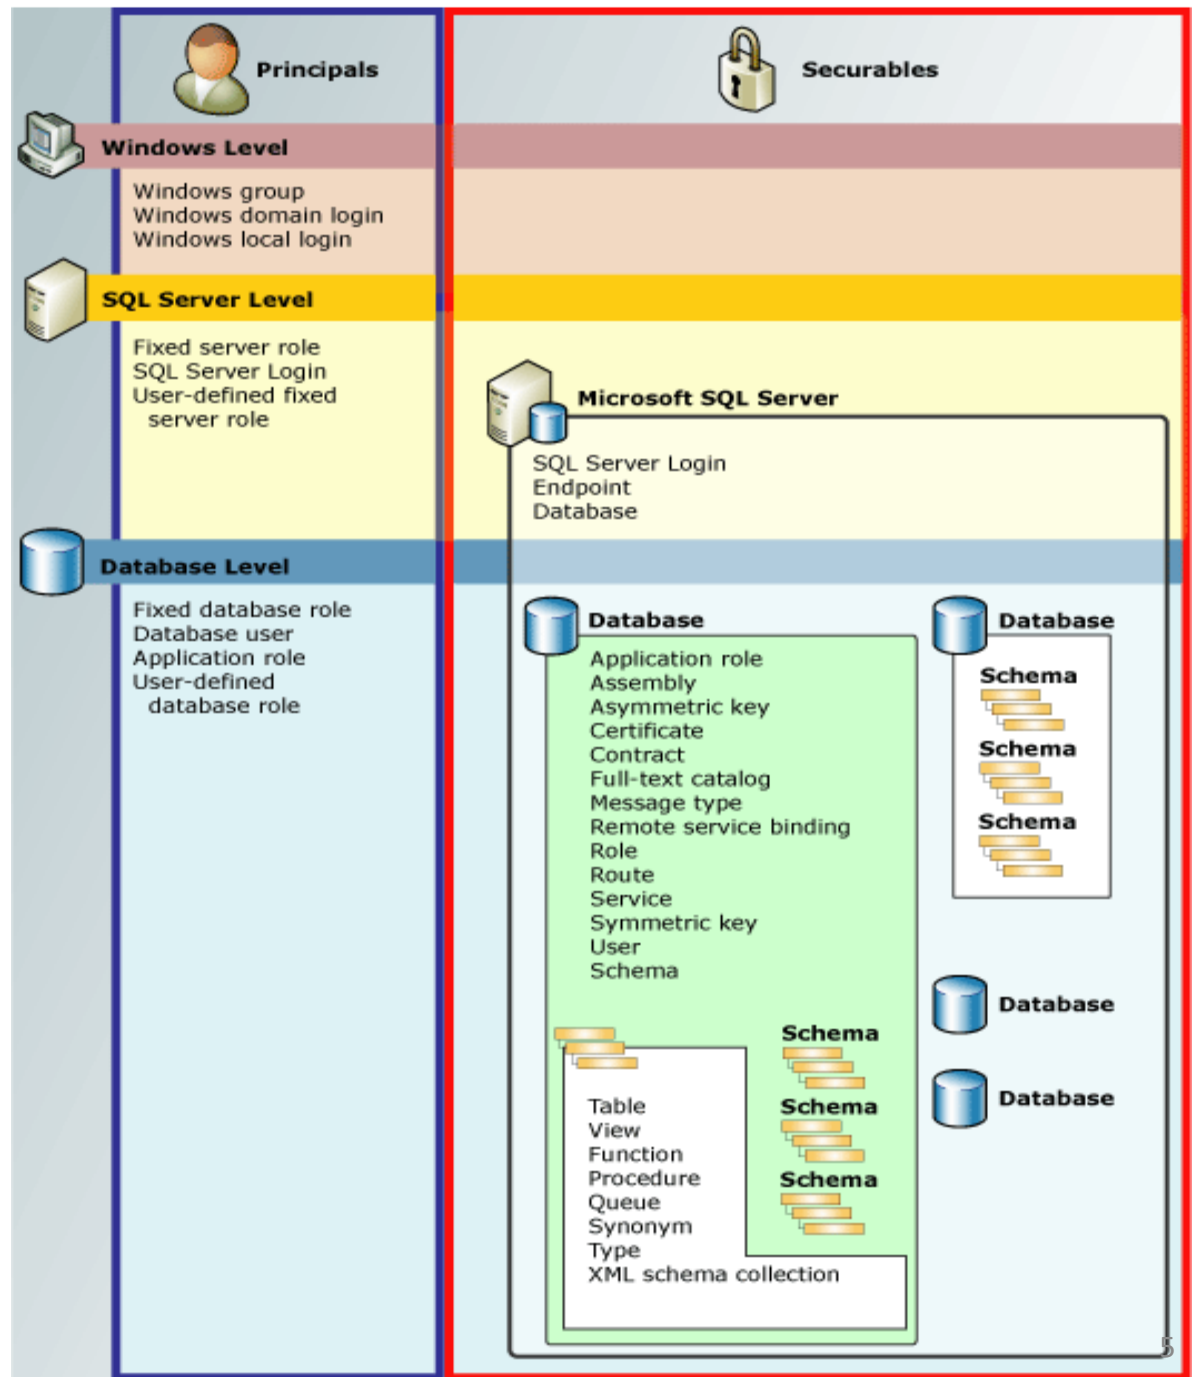 Principals
Securables
Windows Level
Windows group
Windows domain login
Windows local login
SQL Server Level
Fixed server role
SQL Server Login
User-defined fixed
server role
Microsoft SQL Server
SQL Server Login
Endpoint
Database
Database Level
Fixed database role
Database user
Application role
User-defined
database role
Database
Application role
Assembly
Asymmetric key
Certificate
Contract
Full-text catalog
Message type
Remote service binding
Role
Route
Service
Symmetric key
User
Schema
Table
View
Function
Procedure
Queue
Synonym
Type
XML schema collection
Schema
Schema
Schema
Database
Schema
Schema
Schema
Database
Database
5